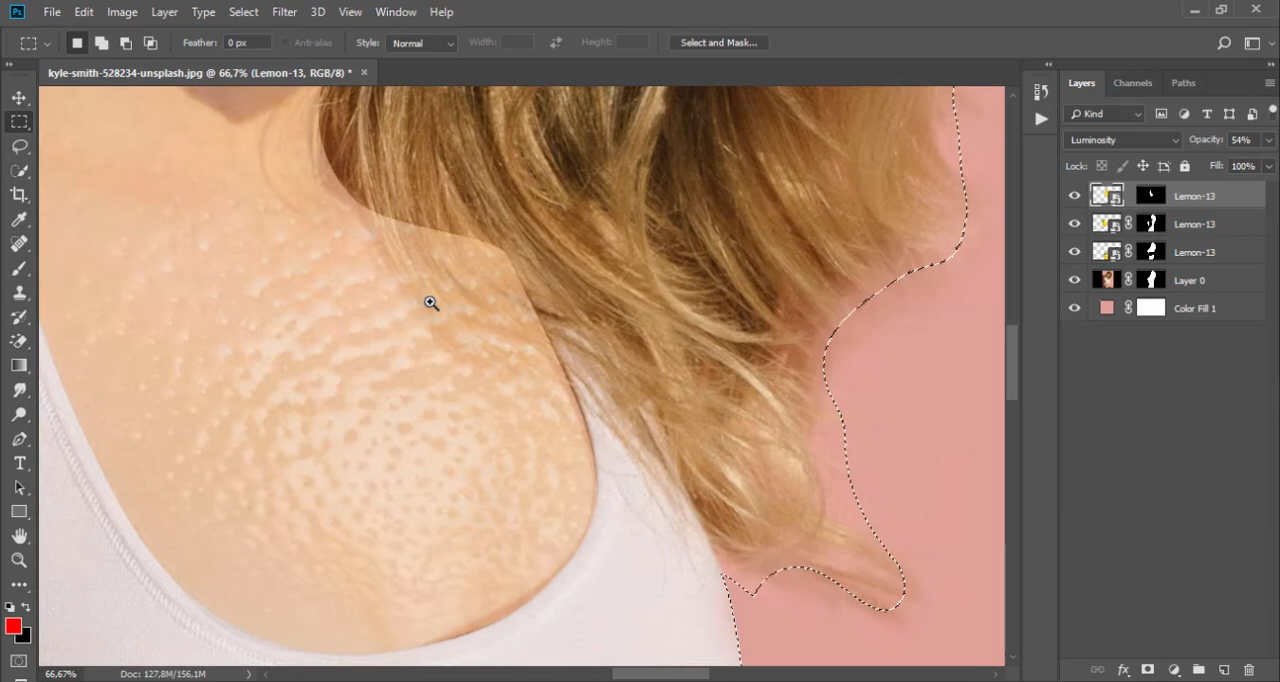 Ps File Edit Image Layer Type Select Filter 3D View Window Help
Feather: 0 px Anti-alias Style: Normal Width: Height: Select and Mask...
kyle-smith-528234-unsplash.jpg @ 66,7% (Lemon-13, RGB/8) * ×
Layers Channels Paths
Kind
Luminosity Opacity: 54%
Lock: Fill: 100%
Lemon-13
Lemon-13
Lemon-13
Layer 0
Color Fill 1
66,67% Doc: 127,8M/156,1M